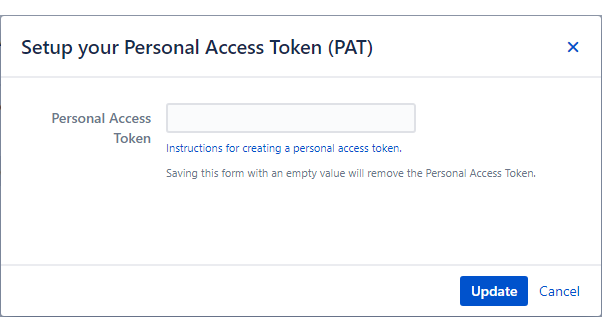 Setup your Personal Access Token (PAT)
Personal Access
Token
Instructions for creating a personal access token.
Saving this form with an empty value will remove the Personal Access Token.
Update Cancel